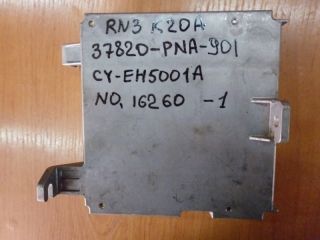 RN3 K20A
37820-PNA-901
CY-EH5001A
NO, 16260 -1